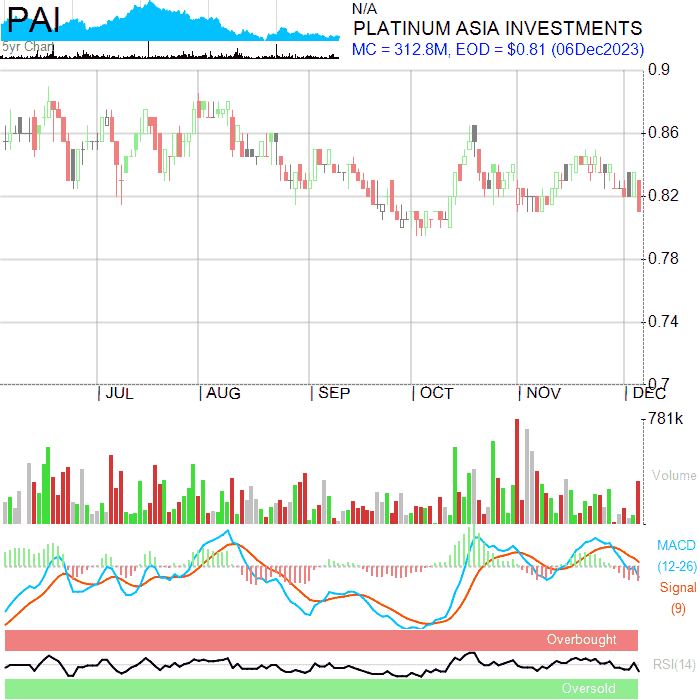 PAI
5yr Chart
N/A
PLATINUM ASIA INVESTMENTS
MC = 312.8M, EOD = $0.81 (06Dec2023)
0.9
0.86
0.82
0.78
0.74
0.7
JUL AUG SEP OCT NOV DEC
781k
Volume
MACD
(12-26)
Signal
(9)
Overbought
RSI(14)
Oversold